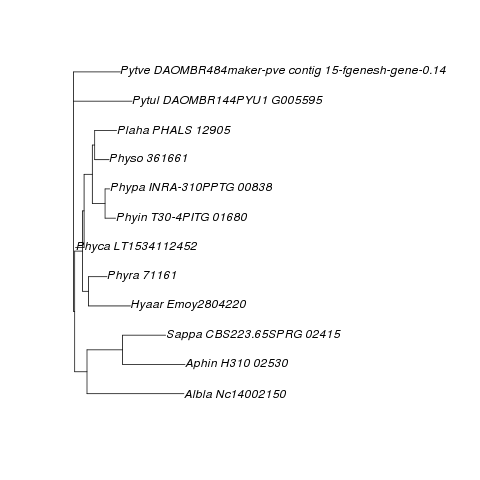 Pytve DAOMBR484maker-pve contig 15-fgenesh-gene-0.14
Pytul DAOMBR144PYU1 G005595
Plaha PHALS 12905
Physo 361661
Phypa INRA-310PPTG 00838
Phyin T30-4PITG 01680
Phyca LT1534112452
Phyra 71161
Hyaar Emoy2804220
Sappa CBS223.65SPRG 02415
Aphin H310 02530
Albla Nc14002150